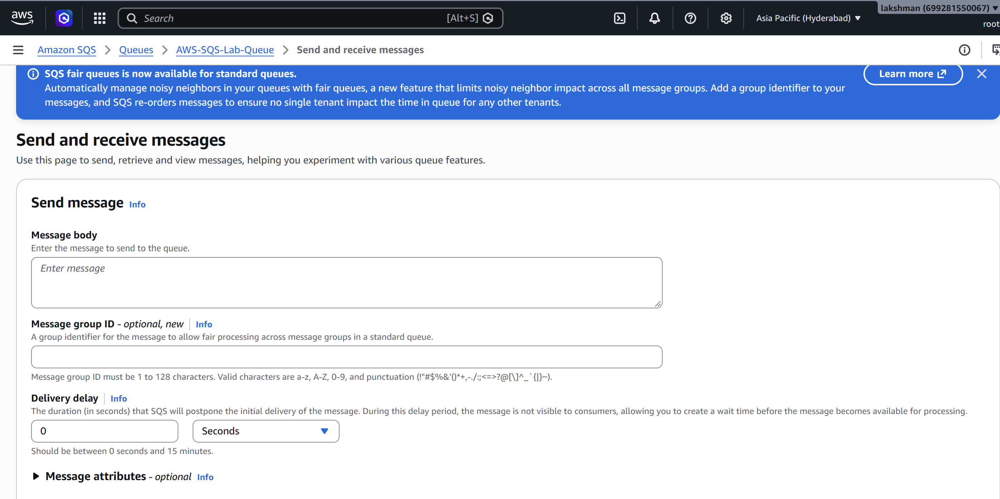 aws
Search
[Alt+S]
Asia Pacific (Hyderabad)
lakshman (699281550067)
root
Amazon SQS
Queues
AWS-SQS-Lab-Queue
Send and receive messages
SQS fair queues is now available for standard queues.
Learn more
Automatically manage noisy neighbors in your queues with fair queues, a new feature that limits noisy neighbor impact across all message groups. Add a group identifier to your
messages, and SQS re-orders messages to ensure no single tenant impact the time in queue for any other tenants.
Send and receive messages
Use this page to send, retrieve and view messages, helping you experiment with various queue features.
Send message Info
Message body
Enter the message to send to the queue.
Enter message
Message group ID - optional, new Info
A group identifier for the message to allow fair processing across message groups in a standard queue.
Message group ID must be 1 to 128 characters. Valid characters are a-z, A-Z, 0-9, and punctuation (!"#$%&'()*+,-./:;<=>?@[\]^_`{|}~).
Delivery delay Info
The duration (in seconds) that SQS will postpone the initial delivery of the message. During this delay period, the message is not visible to consumers, allowing you to create a wait time before the message becomes available for processing.
0
Seconds
Should be between 0 seconds and 15 minutes.
Message attributes - optional Info